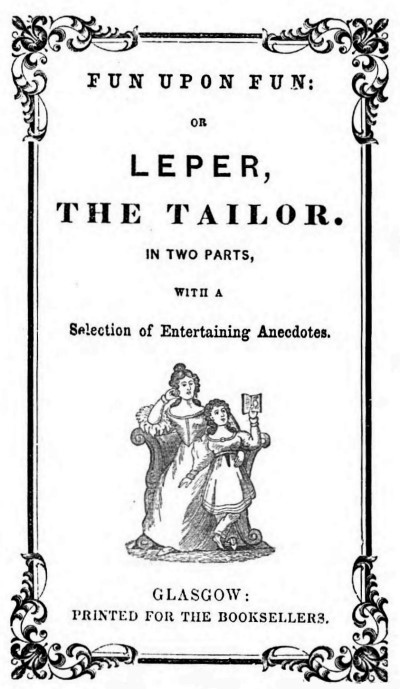 FUN UPON FUN:
OR
LEPER,
THE TAILOR.
IN TWO PARTS,
WITH A
Selection of Entertaining Anecdotes.
GLASGOW:
PRINTED FOR THE BOOKSELLERS.